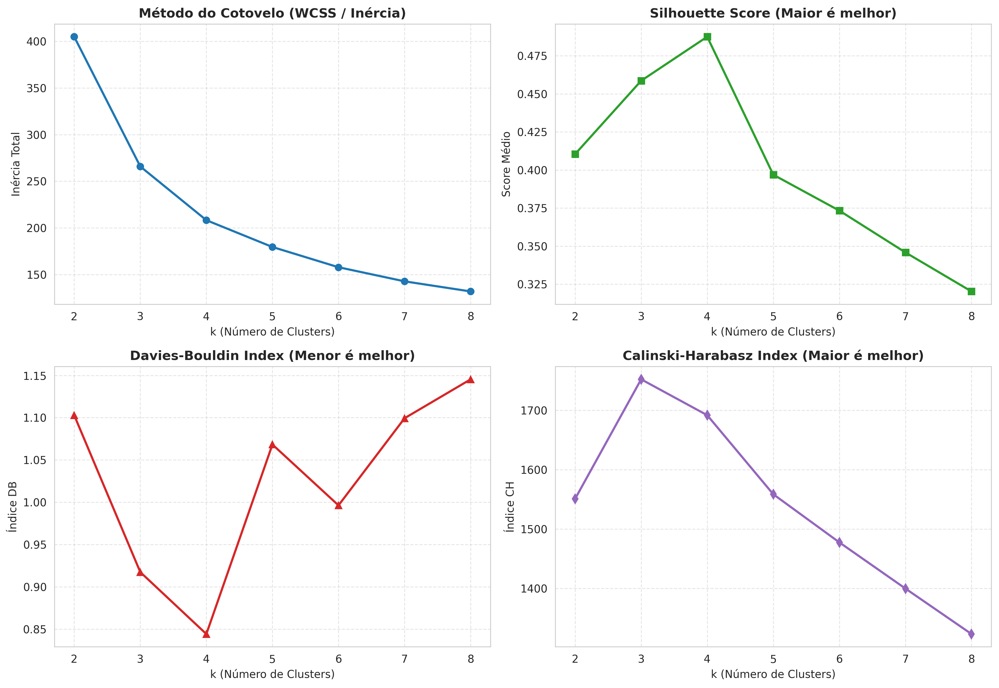 Método do Cotovelo (WCSS / Inércia)
Inércia Total
400
350
300
250
200
150
2 3 4 5 6 7 8
k (Número de Clusters)
Silhouette Score (Maior é melhor)
Score Médio
0.475
0.450
0.425
0.400
0.375
0.350
0.325
2 3 4 5 6 7 8
k (Número de Clusters)
Davies-Bouldin Index (Menor é melhor)
Índice DB
1.15
1.10
1.05
1.00
0.95
0.90
0.85
2 3 4 5 6 7 8
k (Número de Clusters)
Calinski-Harabasz Index (Maior é melhor)
Índice CH
1700
1600
1500
1400
2 3 4 5 6 7 8
k (Número de Clusters)